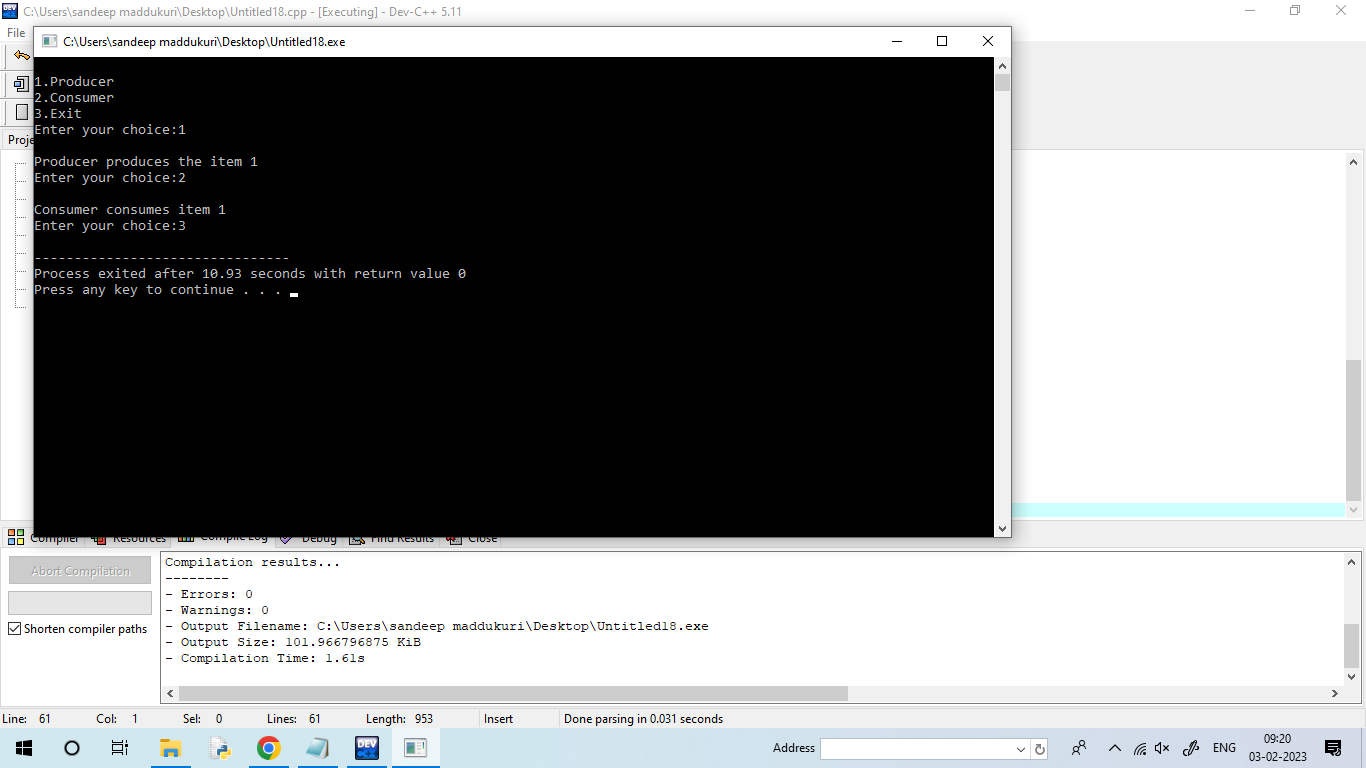 C:\Users\sandeep maddukuri\Desktop\Untitled18.cpp - [Executing] - Dev-C++ 5.11
File
C:\Users\sandeep maddukuri\Desktop\Untitled18.exe
1.Producer
2.Consumer
3.Exit
Enter your choice:1
Proje
Producer produces the item 1
Enter your choice:2
Consumer consumes item 1
Enter your choice:3
--------------------------------
Process exited after 10.93 seconds with return value 0
Press any key to continue . . .
Compiler Resources Compile Log Debug Find Results Close
Abort Compilation
Shorten compiler paths
Compilation results...
--------
- Errors: 0
- Warnings: 0
- Output Filename: C:\Users\sandeep maddukuri\Desktop\Untitled18.exe
- Output Size: 101.966796875 KiB
- Compilation Time: 1.61s
Line: 61 Col: 1 Sel: 0 Lines: 61 Length: 953 Insert Done parsing in 0.031 seconds
DEV
Address
ENG
09:20
03-02-2023